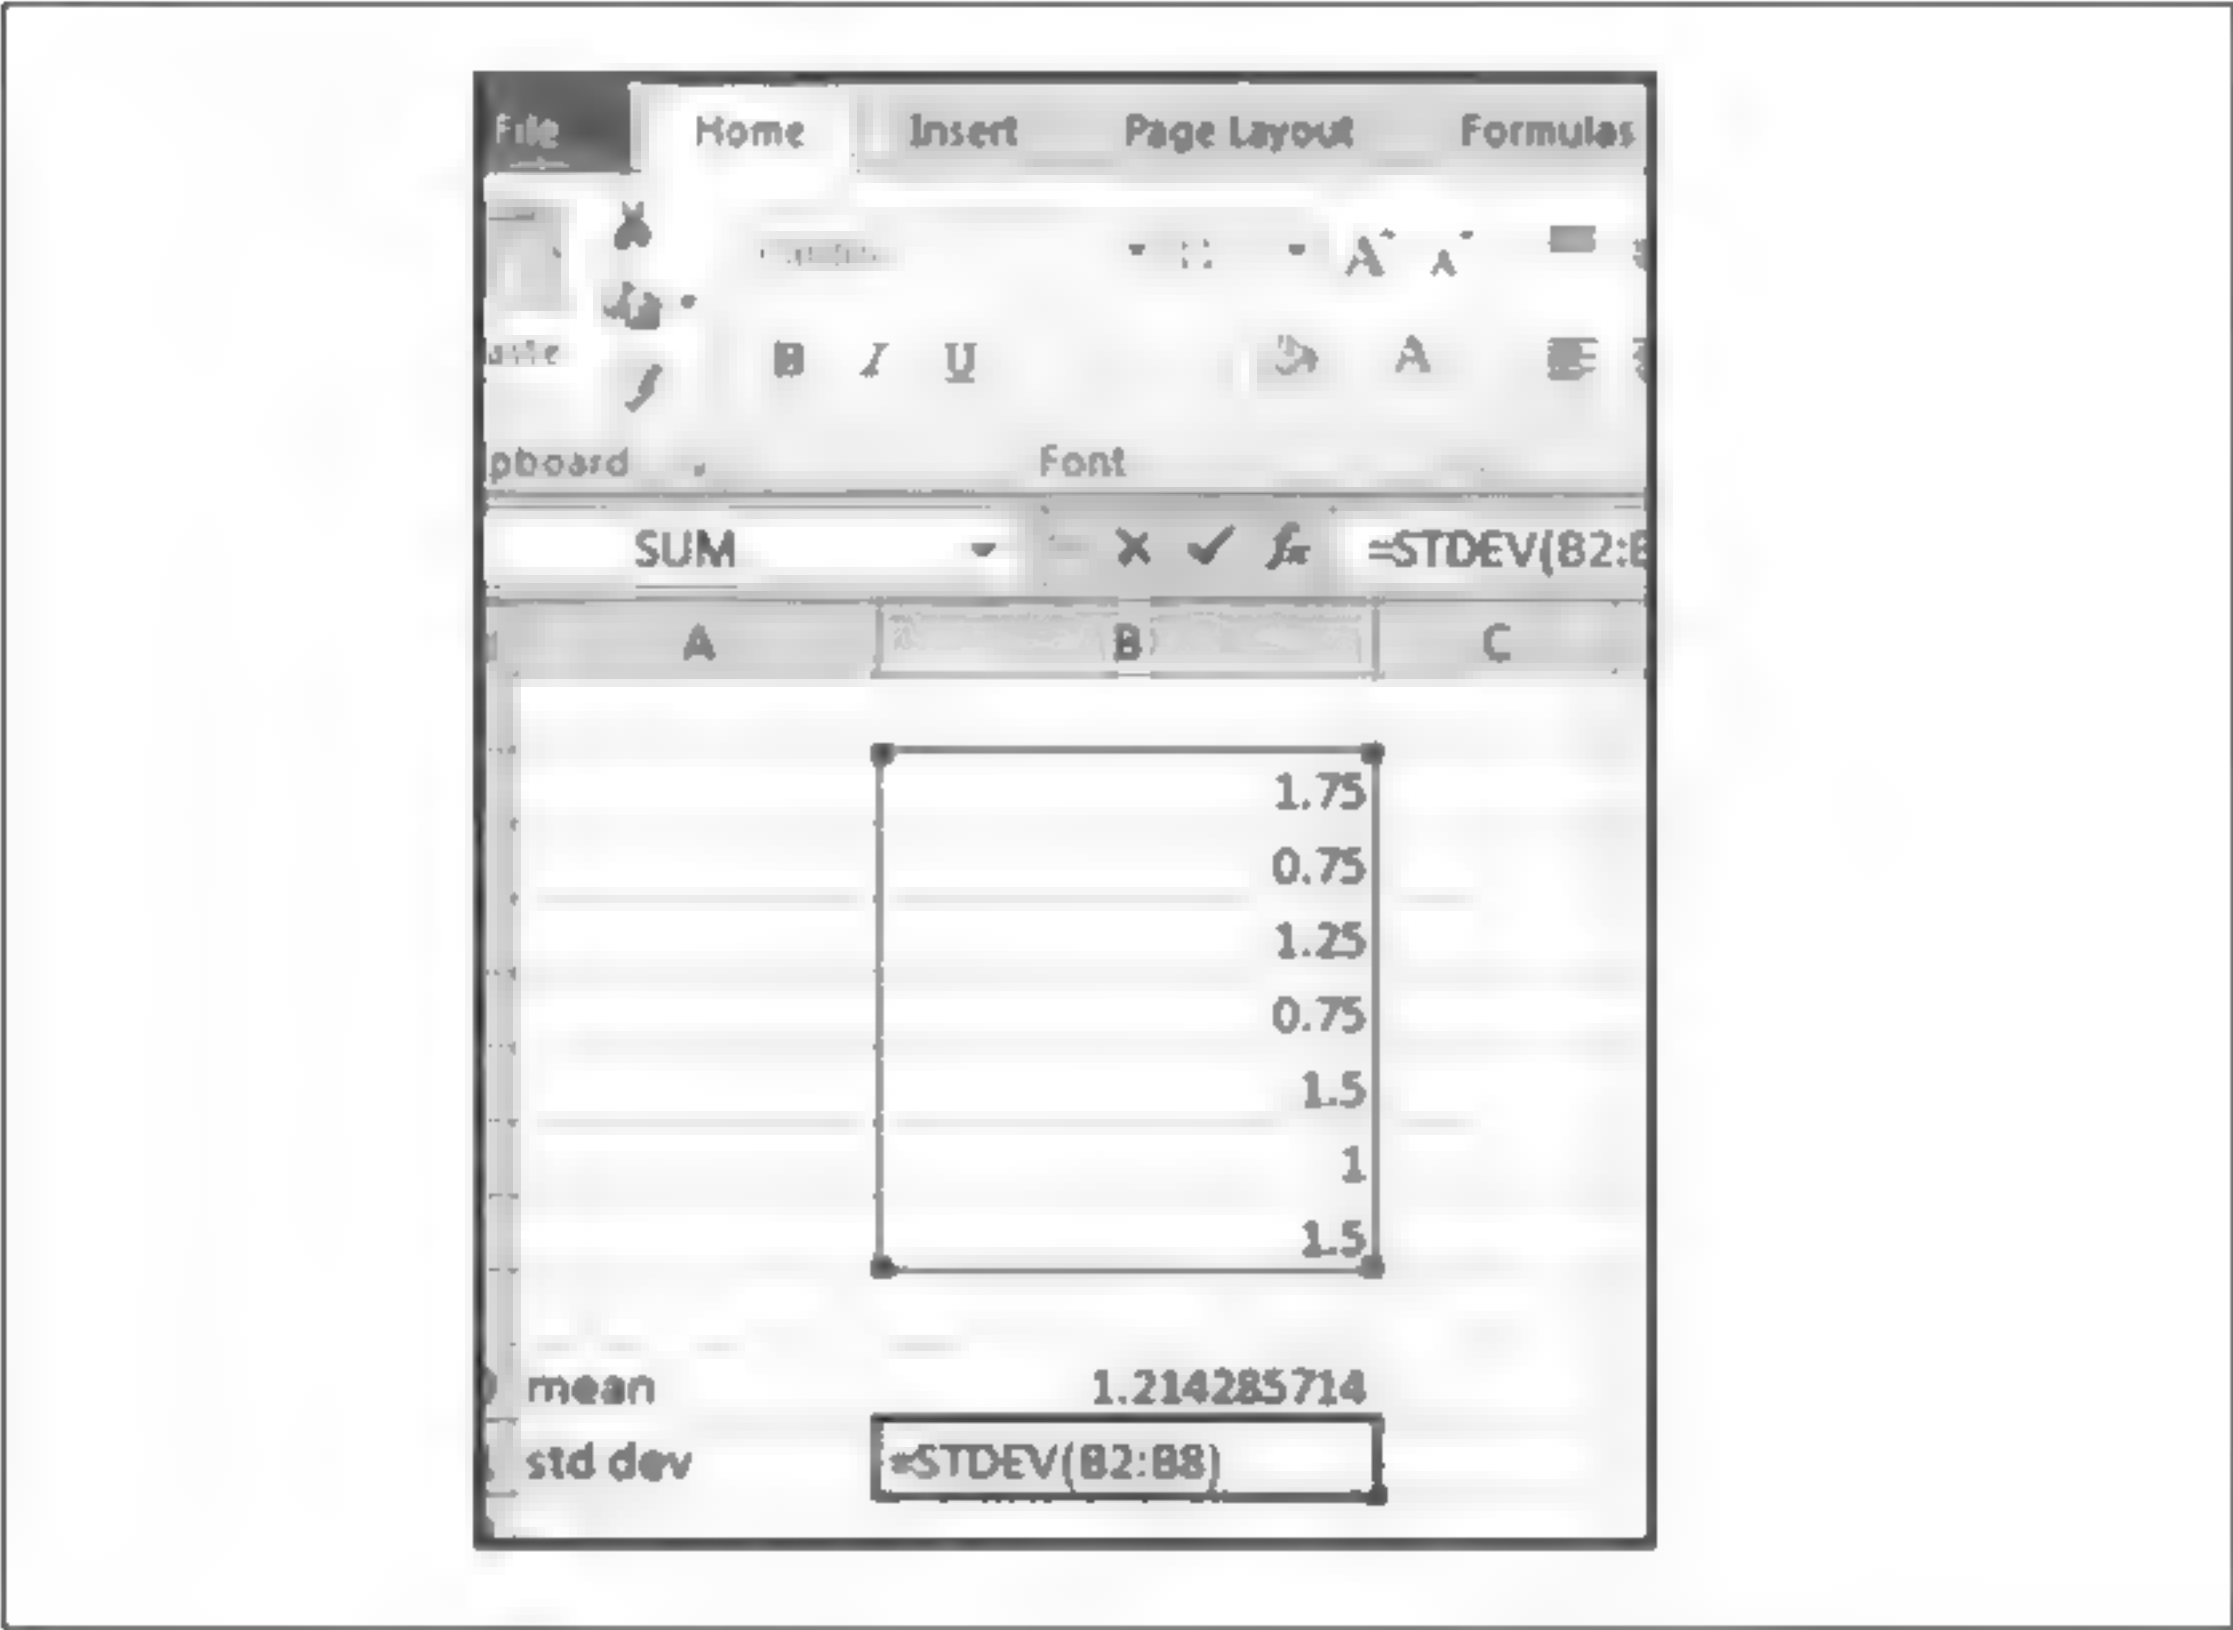 File Home Insert Page Layout Formulas
B I U A
pboard Font
SUM fx =STDEV(B2:B
A B C
1.75
0.75
1.25
0.75
1.5
1
1.5
mean 1.214285714
std dev =STDEV(B2:B8)